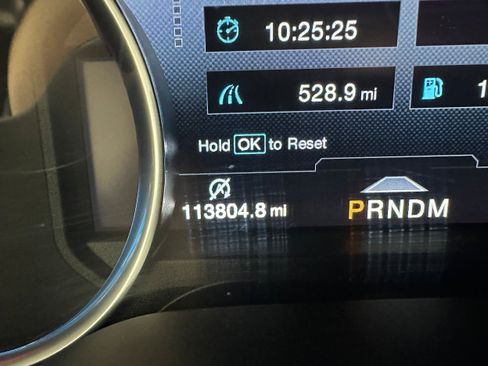 10:25:25
528.9 mi
Hold OK to Reset
113804.8 mi
PRNDM